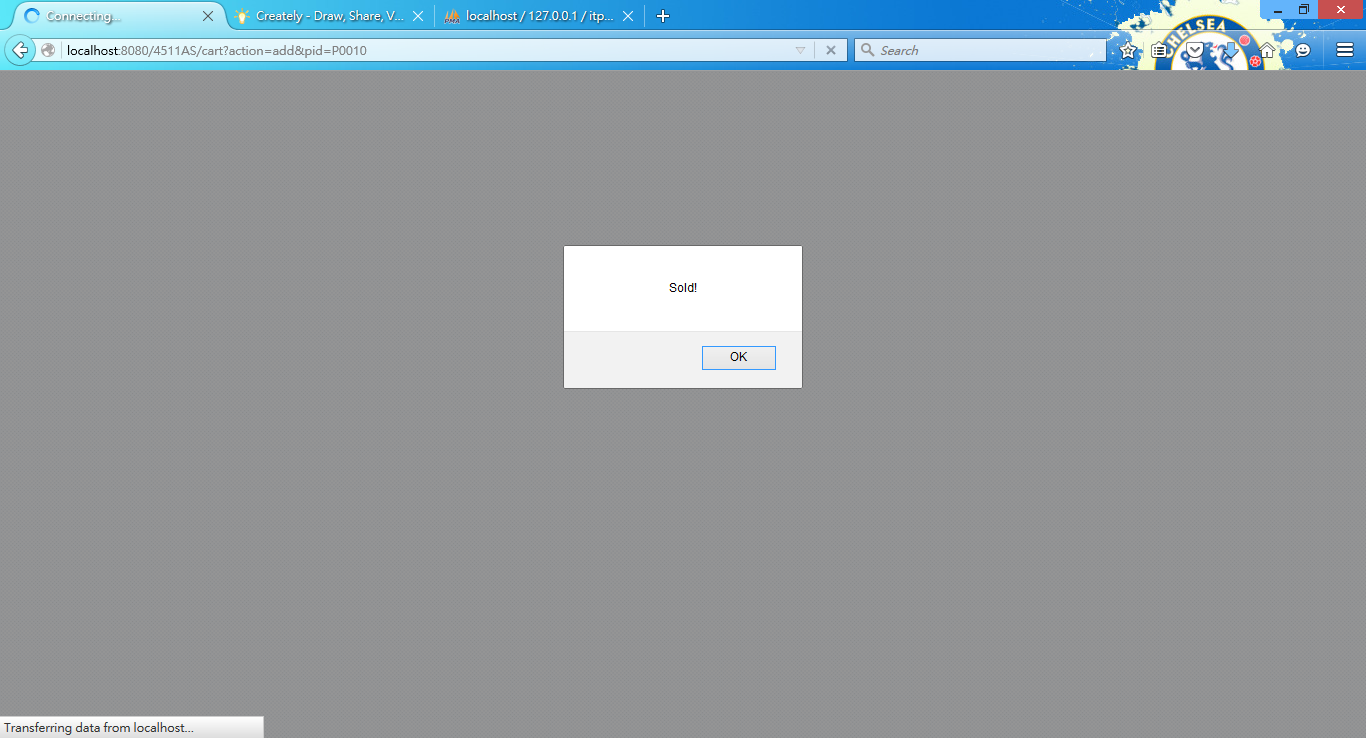 Connecting...
Creately - Draw, Share, V...
localhost / 127.0.0.1 / itp...
localhost:8080/4511AS/cart?action=add&pid=P0010
Search
CHELSEA
Sold!
OK
Transferring data from localhost...